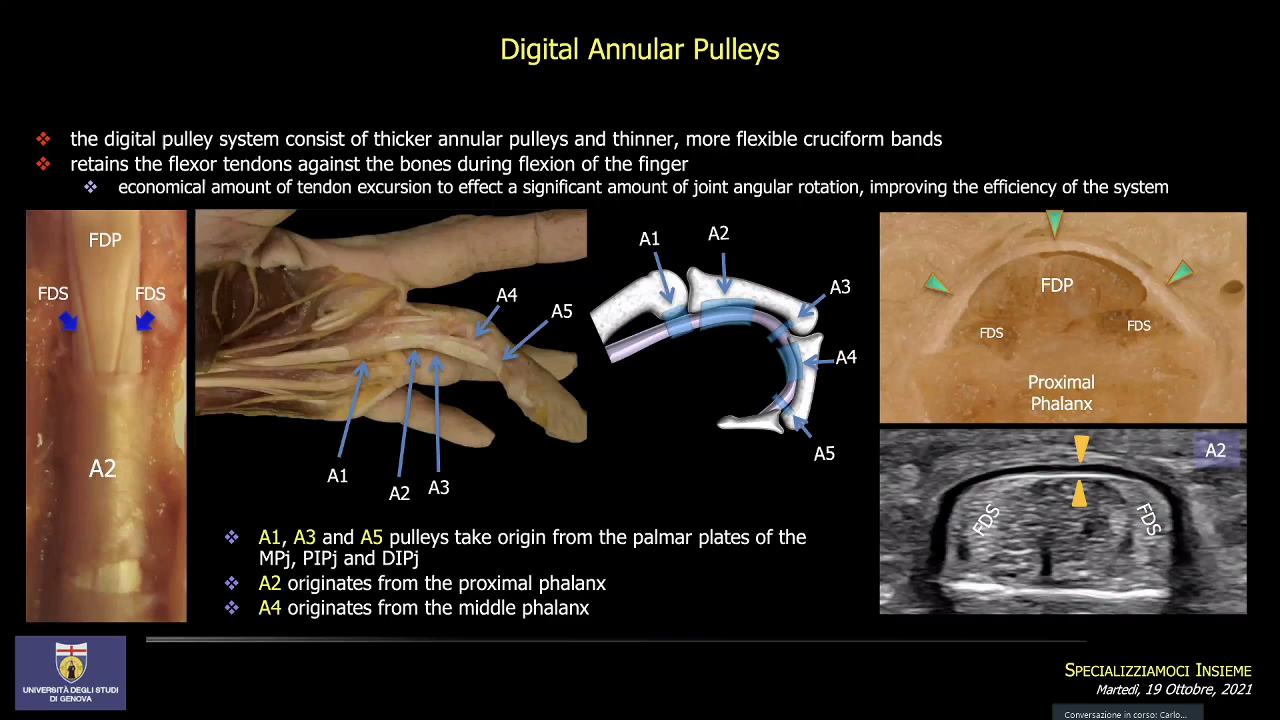 Digital Annular Pulleys
the digital pulley system consist of thicker annular pulleys and thinner, more flexible cruciform bands
retains the flexor tendons against the bones during flexion of the finger
economical amount of tendon excursion to effect a significant amount of joint angular rotation, improving the efficiency of the system
FDP
FDS
FDS
A2
A4
A5
A1
A2
A3
A1
A2
A3
A4
A5
FDP
FDS
FDS
Proximal
Phalanx
A2
FDS
FDS
A1, A3 and A5 pulleys take origin from the palmar plates of the
MPj, PIPj and DIPj
A2 originates from the proximal phalanx
A4 originates from the middle phalanx
UNIVERSITÀ DEGLI STUDI
DI GENOVA
SPECIALIZZIAMOCI INSIEME
Martedì, 19 Ottobre, 2021
Conversazione in corso: Carlo...